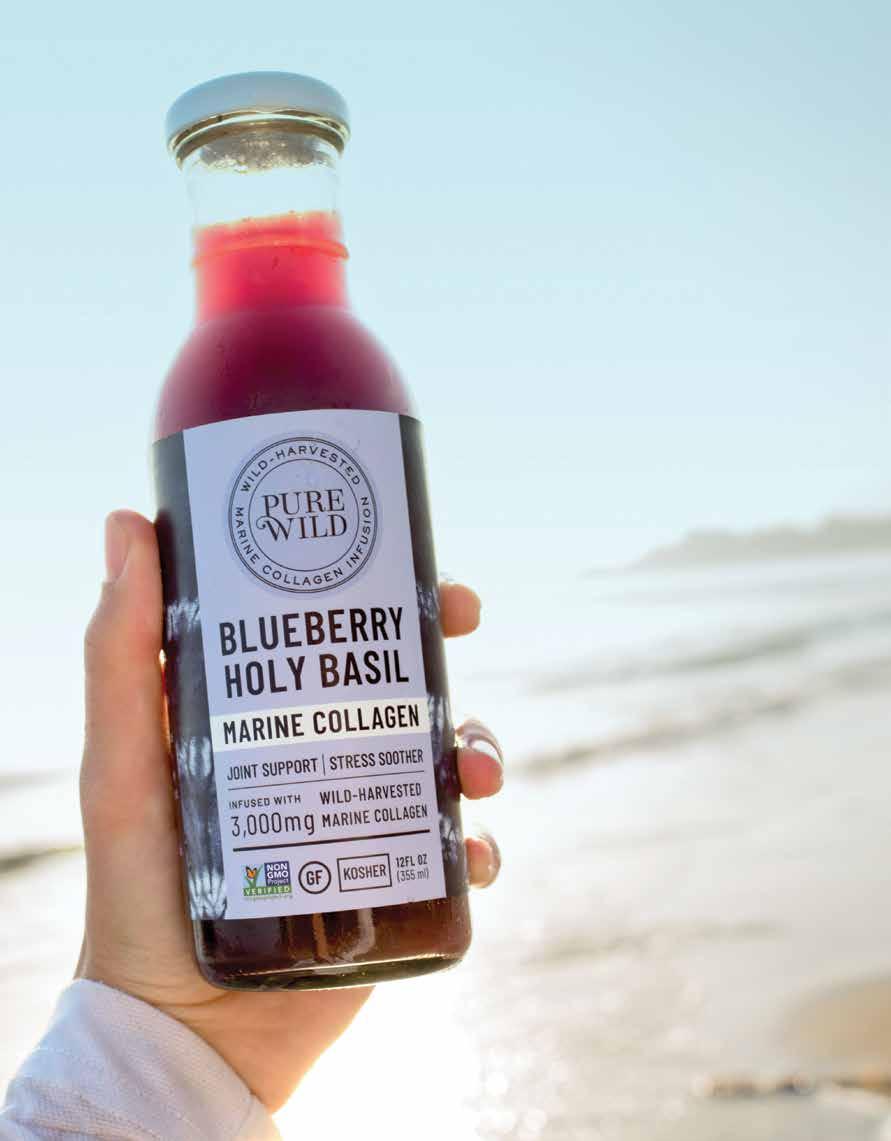 WILD-HARVESTED
PURE
WILD
MARINE COLLAGEN INFUSION
BLUEBERRY
HOLY BASIL
MARINE COLLAGEN
JOINT SUPPORT | STRESS SOOTHER
INFUSED WITH WILD-HARVESTED
3,000mg MARINE COLLAGEN
NON
GMO
Project
VERIFIED
GF
KOSHER
12FL OZ
(355 ml)